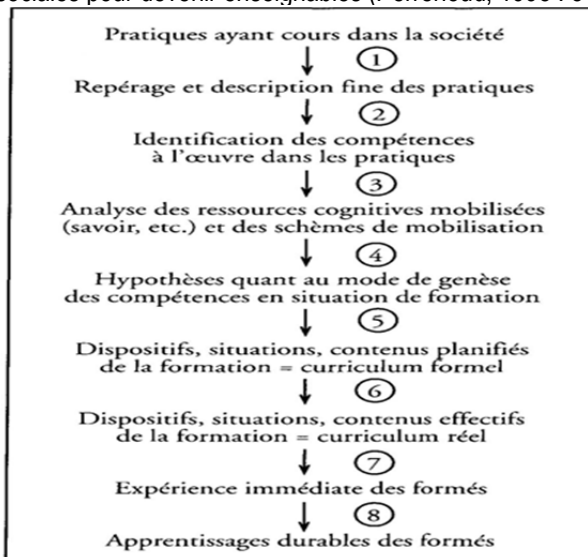 Pratiques ayant cours dans la société
1
Repérage et description fine des pratiques
2
Identification des compétences
à l'œuvre dans les pratiques
3
Analyse des ressources cognitives mobilisées
(savoir, etc.) et des schèmes de mobilisation
4
Hypothèses quant au mode de genèse
des compétences en situation de formation
5
Dispositifs, situations, contenus planifiés
de la formation = curriculum formel
6
Dispositifs, situations, contenus effectifs
de la formation = curriculum réel
7
Expérience immédiate des formés
8
Apprentissages durables des formés